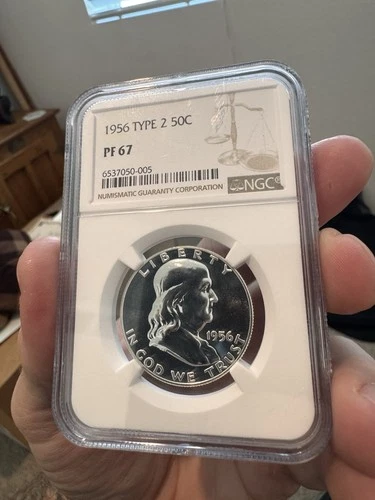 1956 TYPE 2 50C
PF 67
6537050-005
NUMISMATIC GUARANTY CORPORATION
NGC
LIBERTY
1956
IN GOD WE TRUST